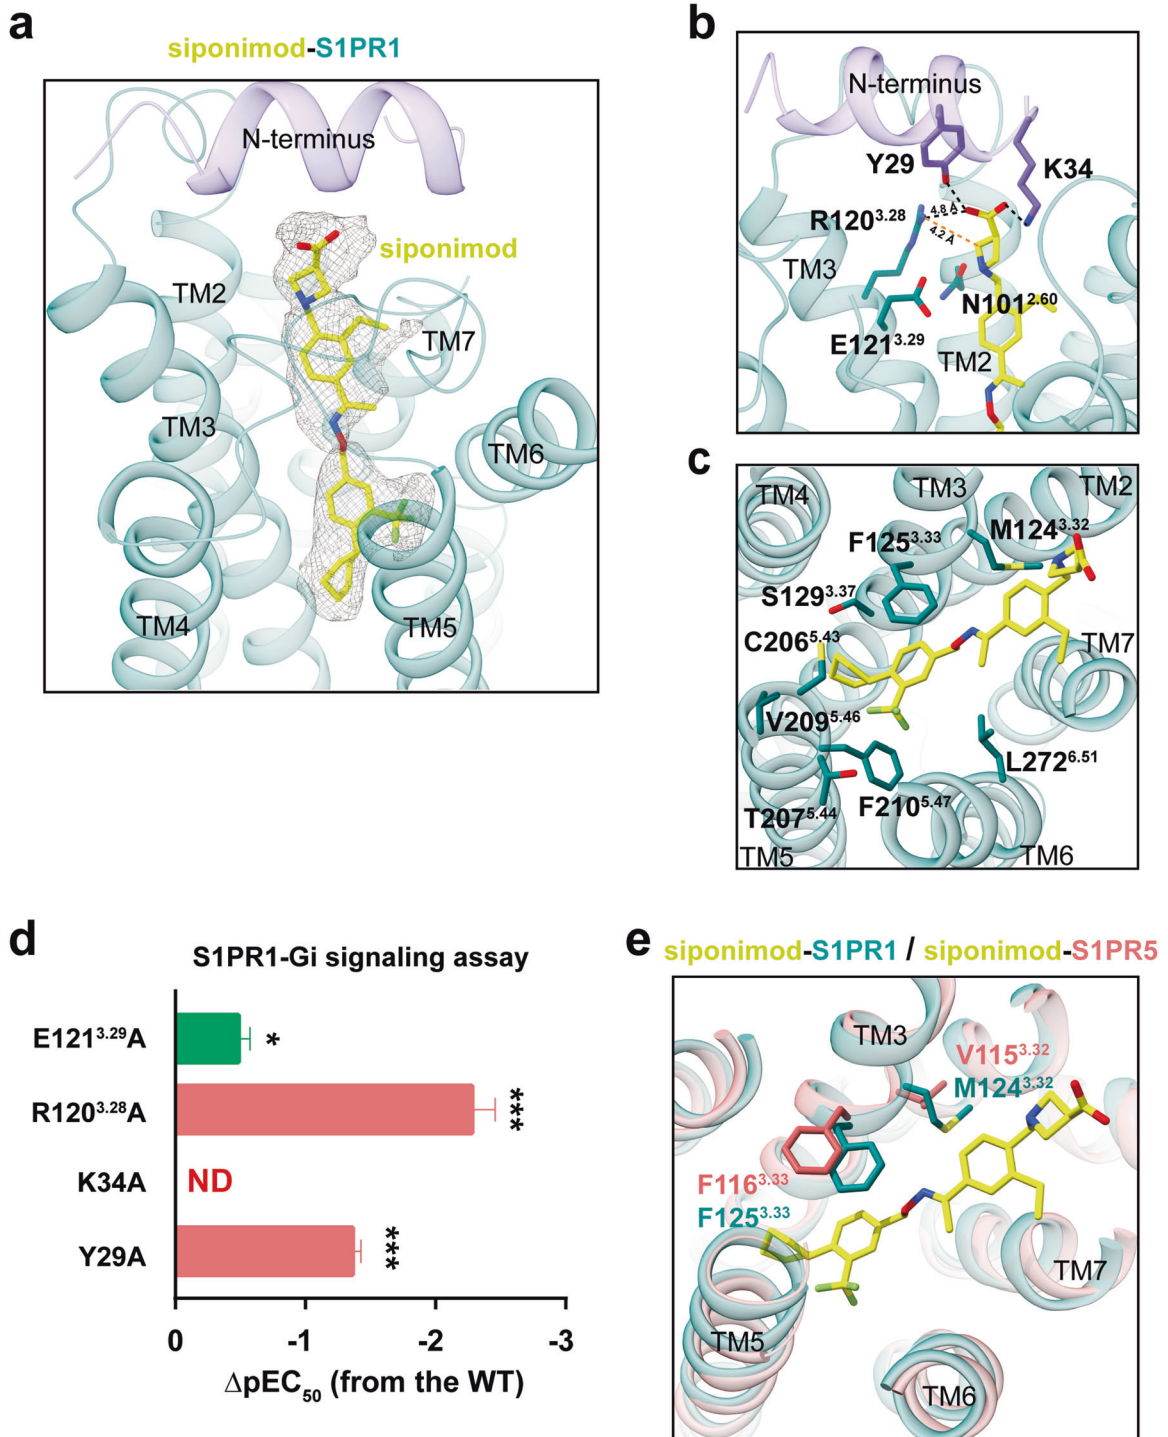 a
siponimod-S1PR1
N-terminus
siponimod
TM2
TM7
TM3
TM6
TM4
TM5
b
N-terminus
Y29
K34
R120^3.28
4.8 Å
4.2 Å
TM3
N101^2.60
E121^3.29
TM2
c
TM4
TM3
TM2
M124^3.32
F125^3.33
S129^3.37
C206^5.43
TM7
V209^5.46
L272^6.51
F210^5.47
T207^5.44
TM5
TM6
d
S1PR1-Gi signaling assay
E121^3.29A
*
R120^3.28A
***
K34A
ND
Y29A
***
0 -1 -2 -3
ΔpEC50 (from the WT)
e
siponimod-S1PR1 / siponimod-S1PR5
TM3
V115^3.32
M124^3.32
F116^3.33
F125^3.33
TM7
TM5
TM6